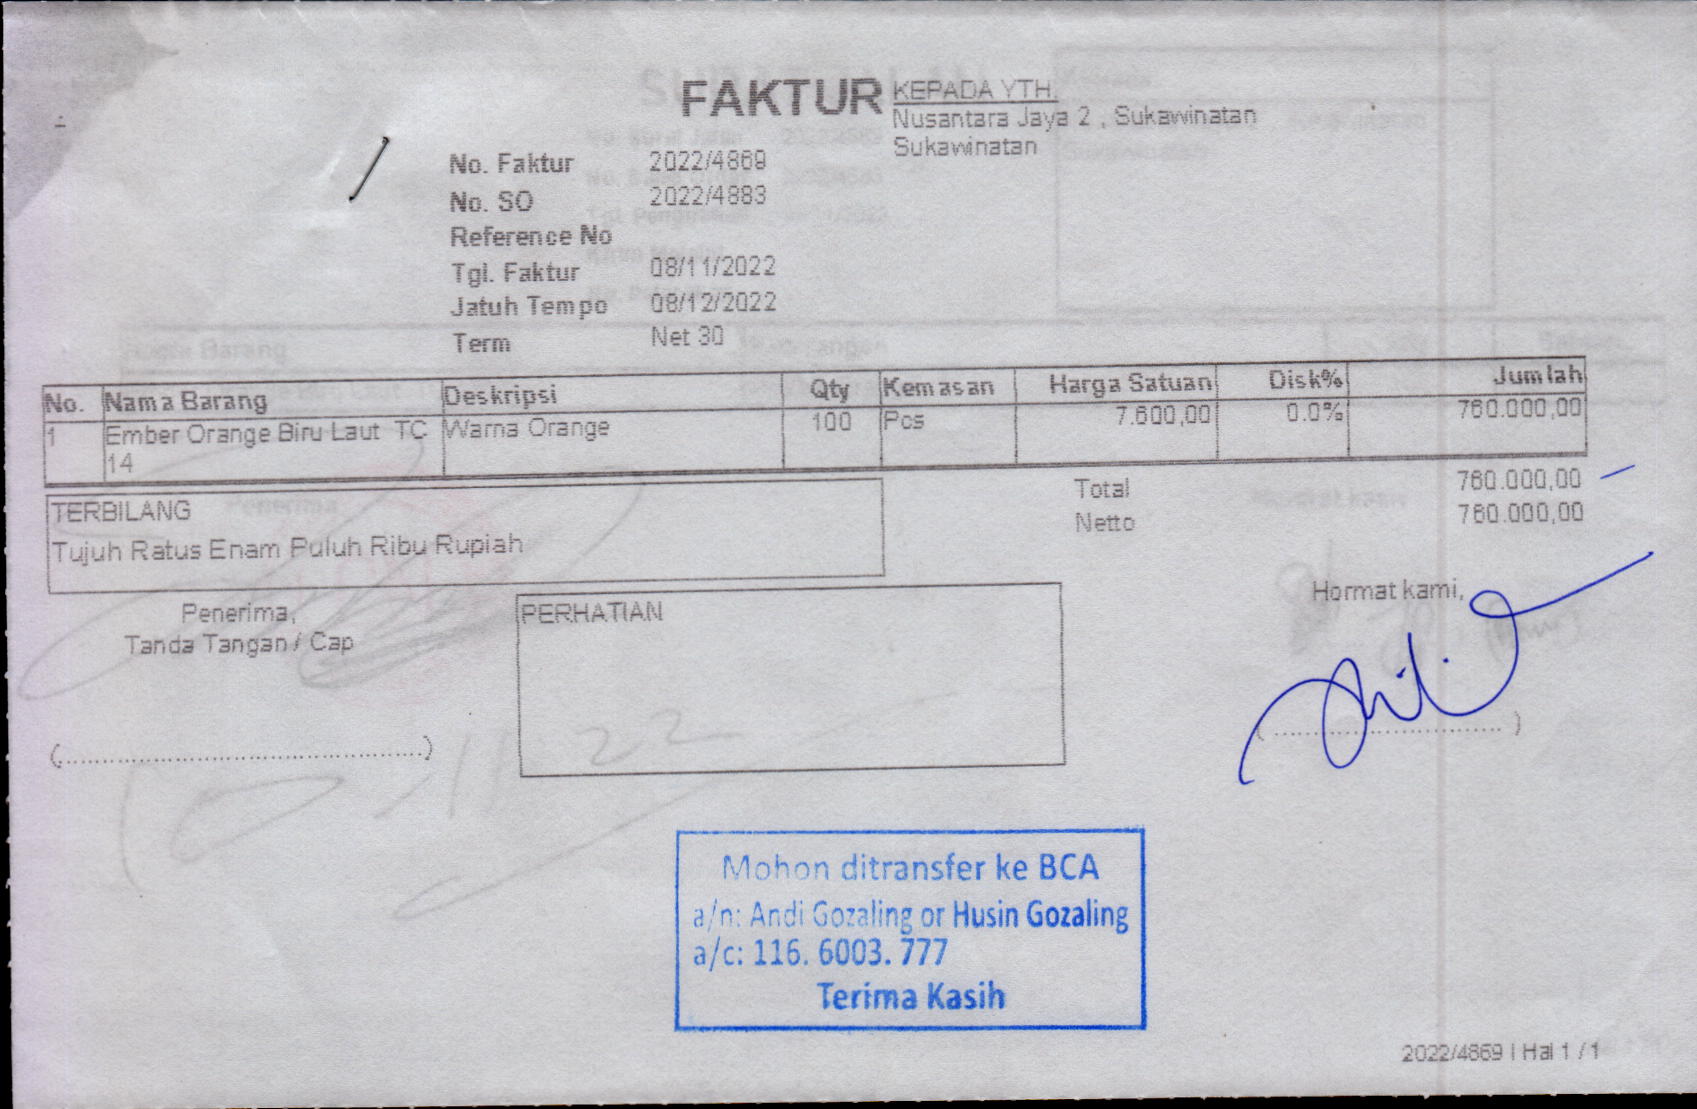 FAKTUR
KEPADA YTH.
Nusantara Jaya 2 , Sukawinatan
Sukawinatan
No. Faktur 2022/4869
No. SO 2022/4883
Reference No
Tgl. Faktur 08/11/2022
Jatuh Tempo 08/12/2022
Term Net 30
No. Nama Barang Deskripsi Qty Kemasan Harga Satuan Disk% Jumlah
1 Ember Orange Biru Laut TC Warna Orange 100 Pcs 7.600,00 0.0% 760.000,00
14
Total 760.000,00
Netto 760.000,00
TERBILANG
Tujuh Ratus Enam Puluh Ribu Rupiah
Penerima,
Tanda Tangan / Cap
PERHATIAN
Hormat kami,
Mohon ditransfer ke BCA
a/n: Andi Gozaling or Husin Gozaling
a/c: 116. 6003. 777
Terima Kasih
2022/4869 | Hal 1 / 1